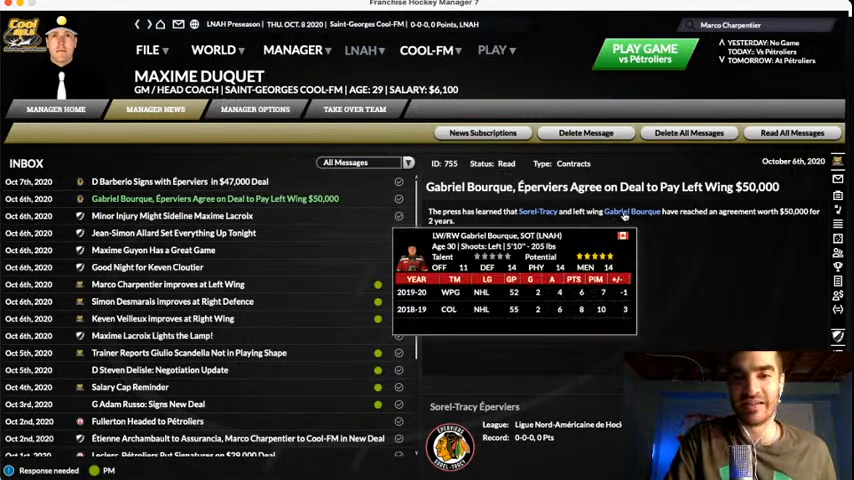 Franchise Hockey Manager 7
LNAH Preseason | THU. OCT. 8 2020 | Saint-Georges Cool-FM | 0-0-0, 0 Points, LNAH
Marco Charpentier
FILE WORLD MANAGER LNAH COOL-FM PLAY
PLAY GAME
vs Pétroliers
YESTERDAY: No Game
TODAY:: Vs Pétroliers
TOMORROW: At Pétroliers
MAXIME DUQUET
GM / HEAD COACH | SAINT-GEORGES COOL-FM | AGE: 29 | SALARY: $6,100
MANAGER HOME MANAGER NEWS MANAGER OPTIONS TAKE OVER TEAM
News Subscriptions Delete Message Delete All Messages Read All Messages
INBOX
All Messages
Oct 7th, 2020 D Barberio Signs with Éperviers in $47,000 Deal
Oct 6th, 2020 Gabriel Bourque, Éperviers Agree on Deal to Pay Left Wing $50,000
Oct 6th, 2020 Minor Injury Might Sideline Maxime Lacroix
Oct 6th, 2020 Jean-Simon Allard Set Everything Up Tonight
Oct 6th, 2020 Maxime Guyon Has a Great Game
Oct 6th, 2020 Good Night for Keven Cloutier
Oct 6th, 2020 Marco Charpentier improves at Left Wing
Oct 6th, 2020 Simon Desmarais improves at Right Defence
Oct 6th, 2020 Keven Veilleux improves at Right Wing
Oct 6th, 2020 Maxime Lacroix Lights the Lamp!
Oct 5th, 2020 Trainer Reports Giulio Scandella Not in Playing Shape
Oct 5th, 2020 D Steven Delisle: Negotiation Update
Oct 4th, 2020 Salary Cap Reminder
Oct 3rd, 2020 G Adam Russo: Signs New Deal
Oct 2nd, 2020 Fullerton Headed to Pétroliers
Oct 2nd, 2020 Étienne Archambault to Assurancia, Marco Charpentier to Cool-FM in New Deal
Oct 1st, 2020 Leclerc, Pétroliers Put Signatures on $29,000 Deal
Response needed PM
ID: 755 Status: Read Type: Contracts October 6th, 2020
Gabriel Bourque, Éperviers Agree on Deal to Pay Left Wing $50,000
The press has learned that Sorel-Tracy and left wing Gabriel Bourque have reached an agreement worth $50,000 for
2 years.
LW/RW Gabriel Bourque, SOT (LNAH)
Age 30 | Shoots: Left | 5'10" - 205 lbs
Talent Potential
OFF 11 DEF 14 PHY 14 MEN 14
YEAR TM LG GP G A PTS PIM +/-
2019-20 WPG NHL 52 2 4 6 7 -1
2018-19 COL NHL 55 2 6 8 10 3
Sorel-Tracy Éperviers
League: Ligue Nord-Américaine de Hoc
Record: 0-0-0, 0 Pts